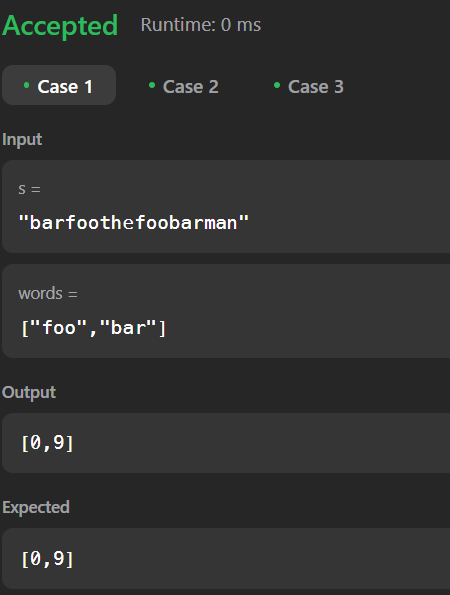 Accepted Runtime: 0 ms
• Case 1 • Case 2 • Case 3
Input
s =
"barfoothefoobarman"
words =
["foo","bar"]
Output
[0,9]
Expected
[0,9]